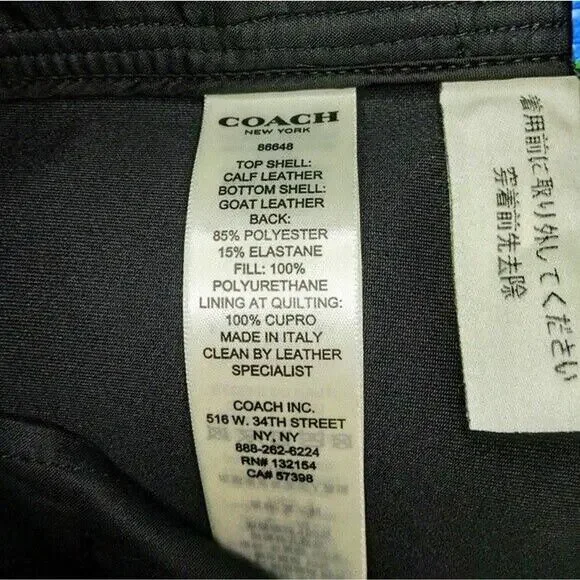 COACH
NEW YORK
86648
TOP SHELL:
CALF LEATHER
BOTTOM SHELL:
GOAT LEATHER
BACK:
85% POLYESTER
15% ELASTANE
FILL: 100%
POLYURETHANE
LINING AT QUILTING:
100% CUPRO
MADE IN ITALY
CLEAN BY LEATHER
SPECIALIST
COACH INC.
516 W. 34TH STREET
NY, NY
888-262-6224
RN# 132154
CA# 57398
着用前に取り外してください
穿着前先去除